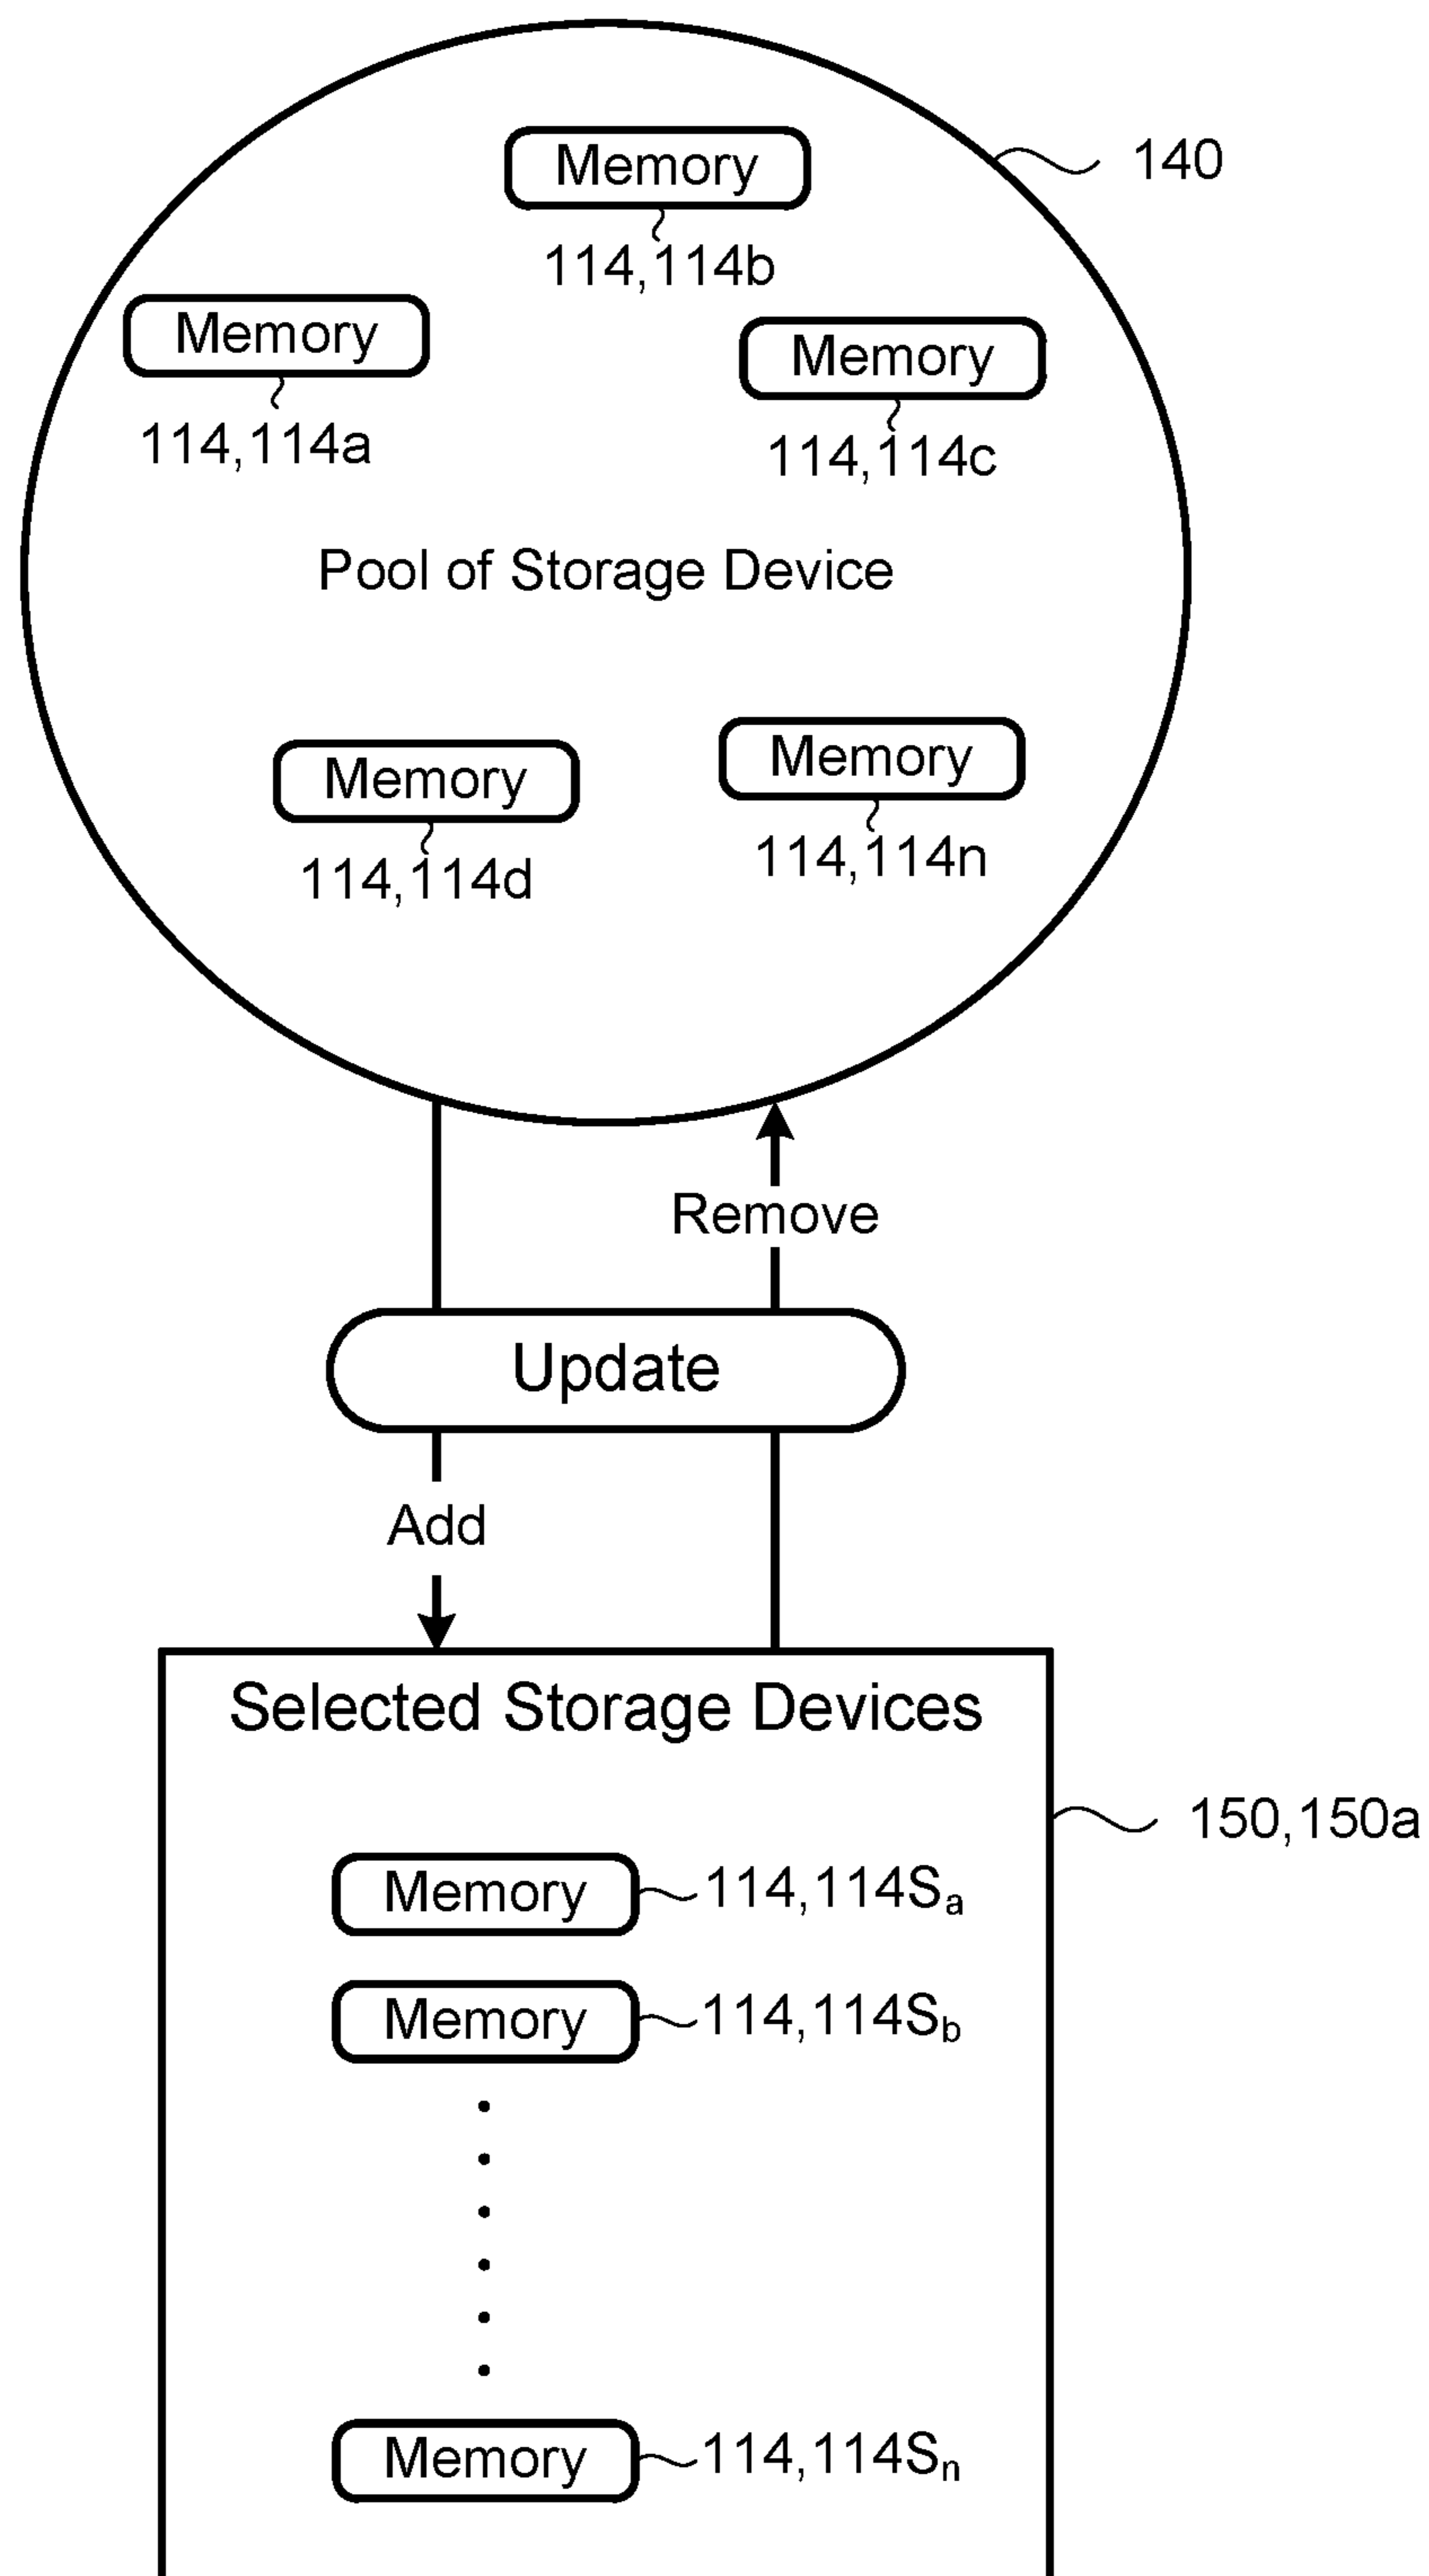 140
Memory
114,114b
Memory
114,114a
Memory
114,114c
Pool of Storage Device
Memory
114,114d
Memory
114,114n
Remove
Update
Add
Selected Storage Devices
150,150a
Memory 114,114Sₐ
Memory 114,114S_b
Memory 114,114Sₙ